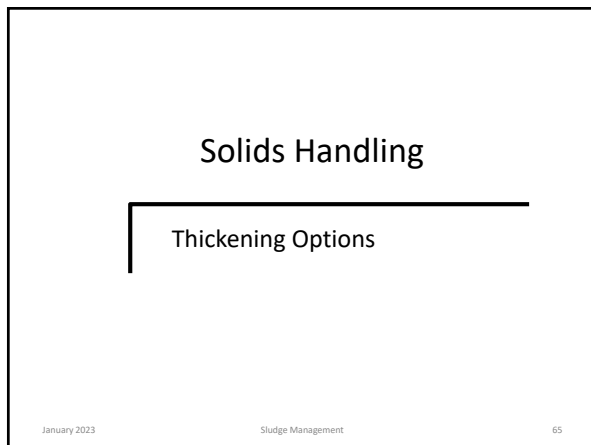 Solids Handling
Thickening Options
January 2023
Sludge Management
65